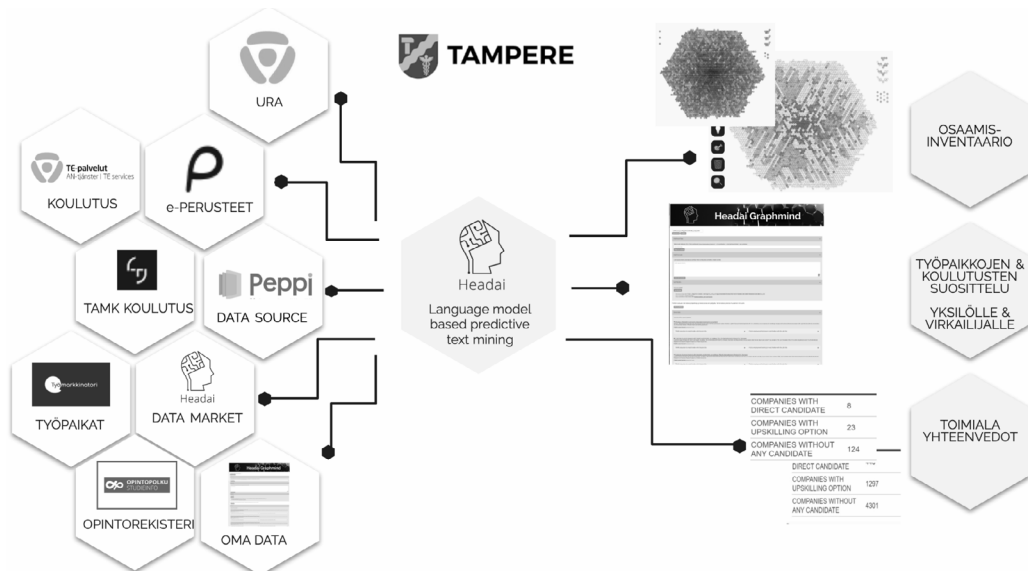 TAMPERE
URA
TE-palvelut
AN-tjänster | TE services
KOULUTUS
e-PERUSTEET
TAMK KOULUTUS
Peppi
DATA SOURCE
Työmarkkinatori
TYÖPAIKAT
Headai
DATA MARKET
OPINTOPOLKU
STUDIEINFO
OPINTOREKISTERI
Headai Graphmind
OMA DATA
Headai
Language model
based predictive
text mining
Headai Graphmind
COMPANIES WITH
DIRECT CANDIDATE 8
COMPANIES WITH
UPSKILLING OPTION 23
COMPANIES WITHOUT
ANY CANDIDATE 124
DIRECT CANDIDATE
COMPANIES WITH
UPSKILLING OPTION 1297
COMPANIES WITHOUT
ANY CANDIDATE 4301
OSAAMIS-
INVENTAARIO
TYÖPAIKKOJEN &
KOULUTUSTEN
SUOSITTELU
YKSILÖLLE &
VIRKAILIJALLE
TOIMIALA
YHTEENVEDOT